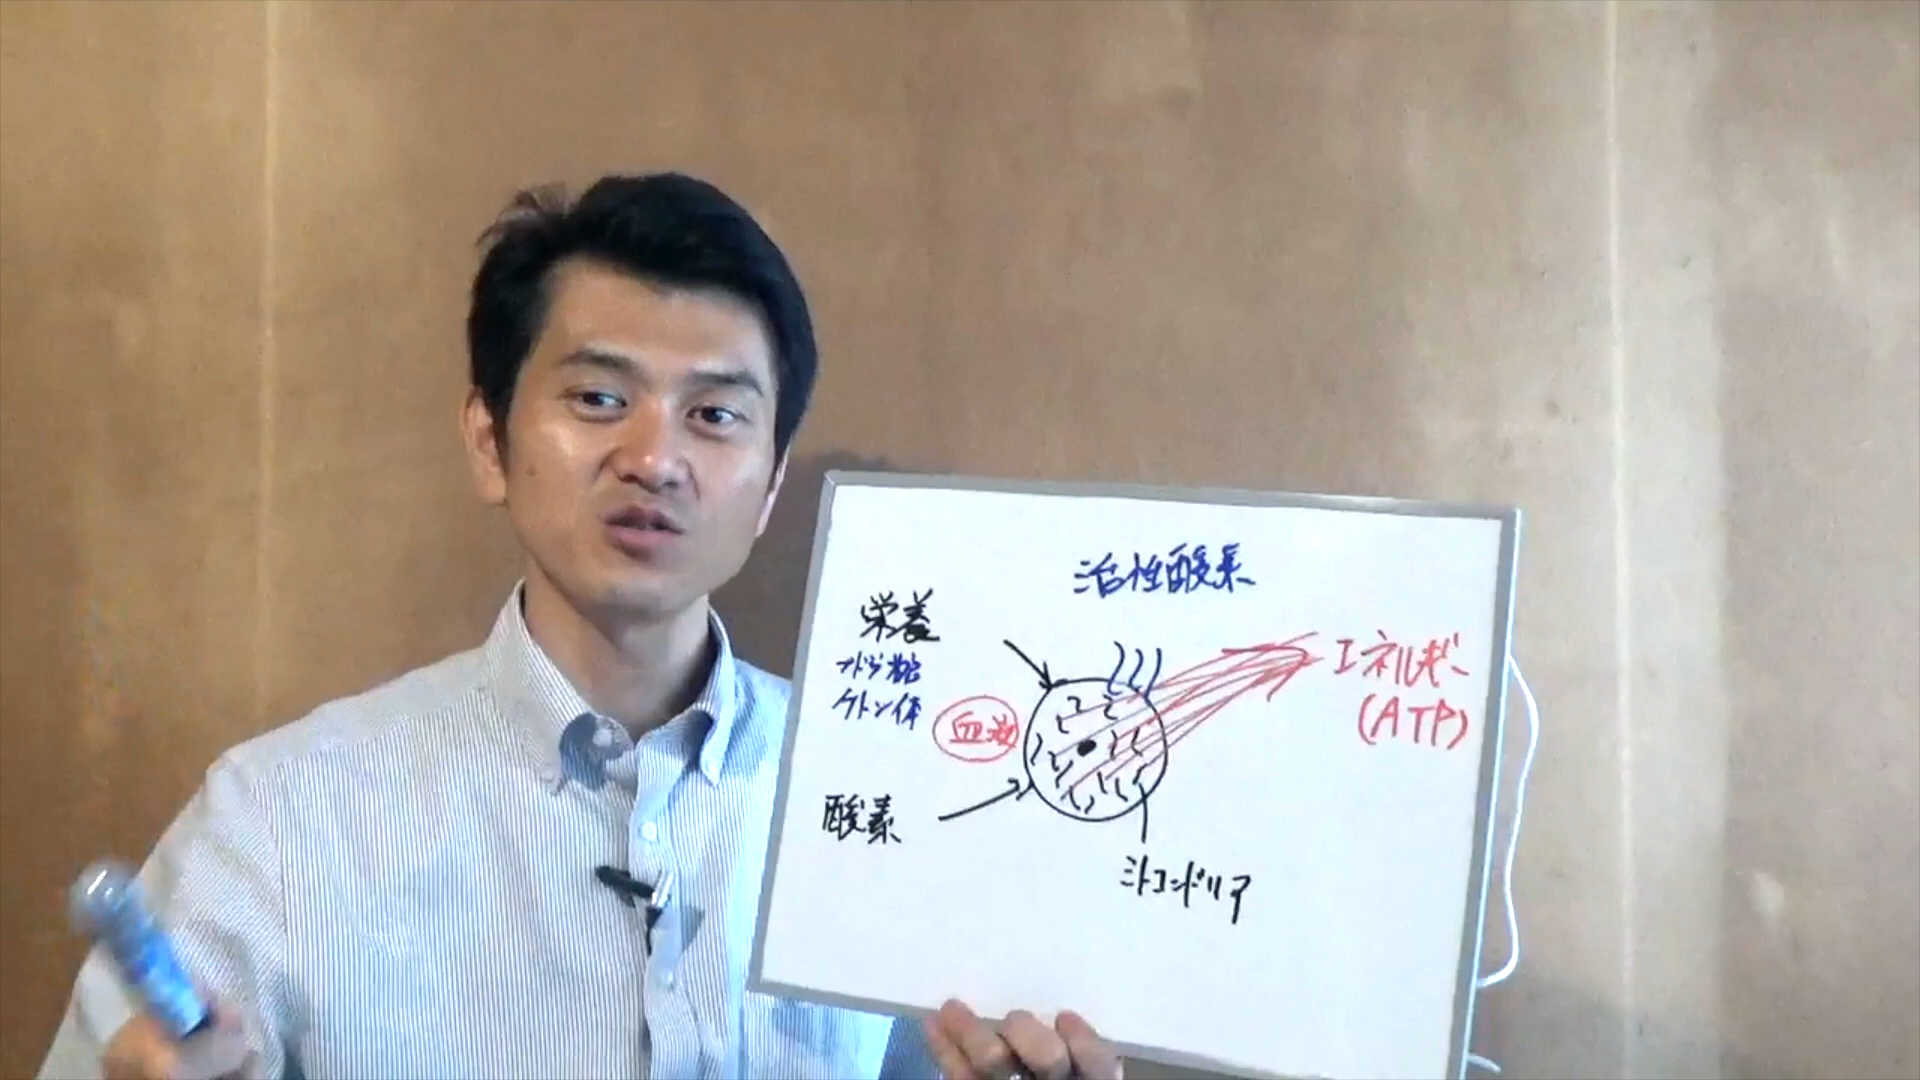 活性酸素
栄養
ブドウ糖
ケトン体
血液
酸素
エネルギー
(ATP)
ミトコンドリア